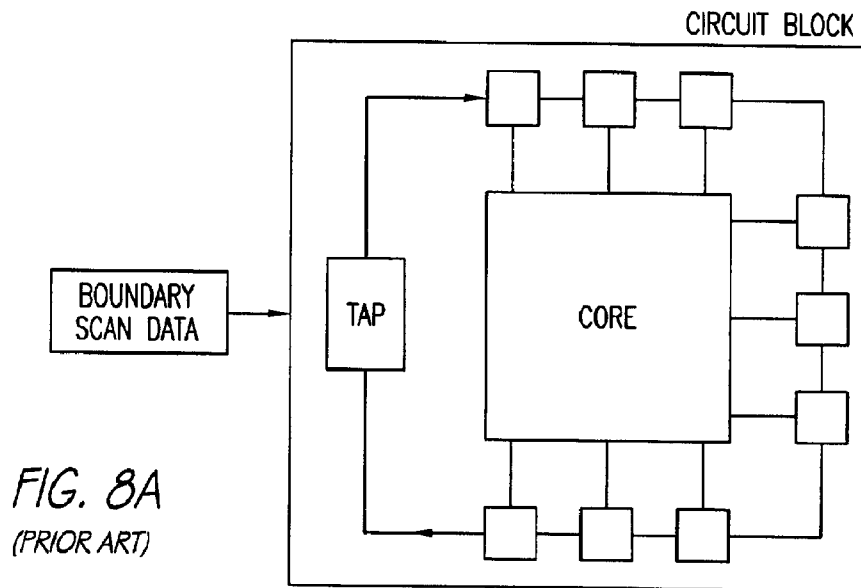 CIRCUIT BLOCK
BOUNDARY
SCAN DATA
TAP
CORE
FIG. 8A
(PRIOR ART)